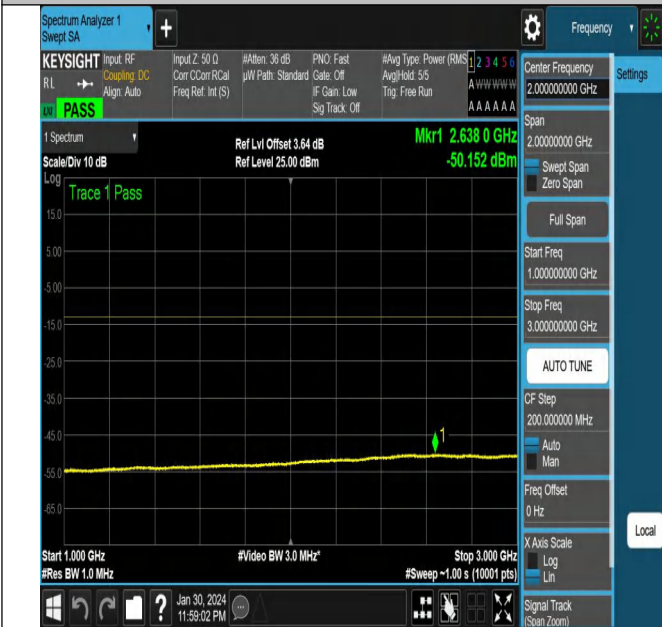 Spectrum Analyzer 1
Swept SA
+
Frequency
KEYSIGHT
RL
Input: RF
Coupling: DC
Align: Auto
Input Z: 50 Ω
Corr CCorr RCal
Freq Ref: Int (S)
#Atten: 36 dB
µW Path: Standard
PNO: Fast
Gate: Off
IF Gain: Low
Sig Track: Off
#Avg Type: Power (RMS
Avg|Hold: 5/5
Trig: Free Run
1 2 3 4 5 6
A W W W W W
A A A A A A
LXI PASS
1 Spectrum
Scale/Div 10 dB
Ref Lvl Offset 3.64 dB
Ref Level 25.00 dBm
Mkr1 2.638 0 GHz
-50.152 dBm
Log
Trace 1 Pass
15.0
5.00
-5.00
-15.0
-25.0
-35.0
-45.0
1
-55.0
-65.0
Start 1.000 GHz
#Res BW 1.0 MHz
#Video BW 3.0 MHz*
Stop 3.000 GHz
#Sweep ~1.00 s (10001 pts)
Jan 30, 2024
11:59:02 PM
?
Settings
Center Frequency
2.000000000 GHz
Span
2.00000000 GHz
Swept Span
Zero Span
Full Span
Start Freq
1.000000000 GHz
Stop Freq
3.000000000 GHz
AUTO TUNE
CF Step
200.000000 MHz
Auto
Man
Freq Offset
0 Hz
X Axis Scale
Log
Lin
Signal Track
(Span Zoom)
Local